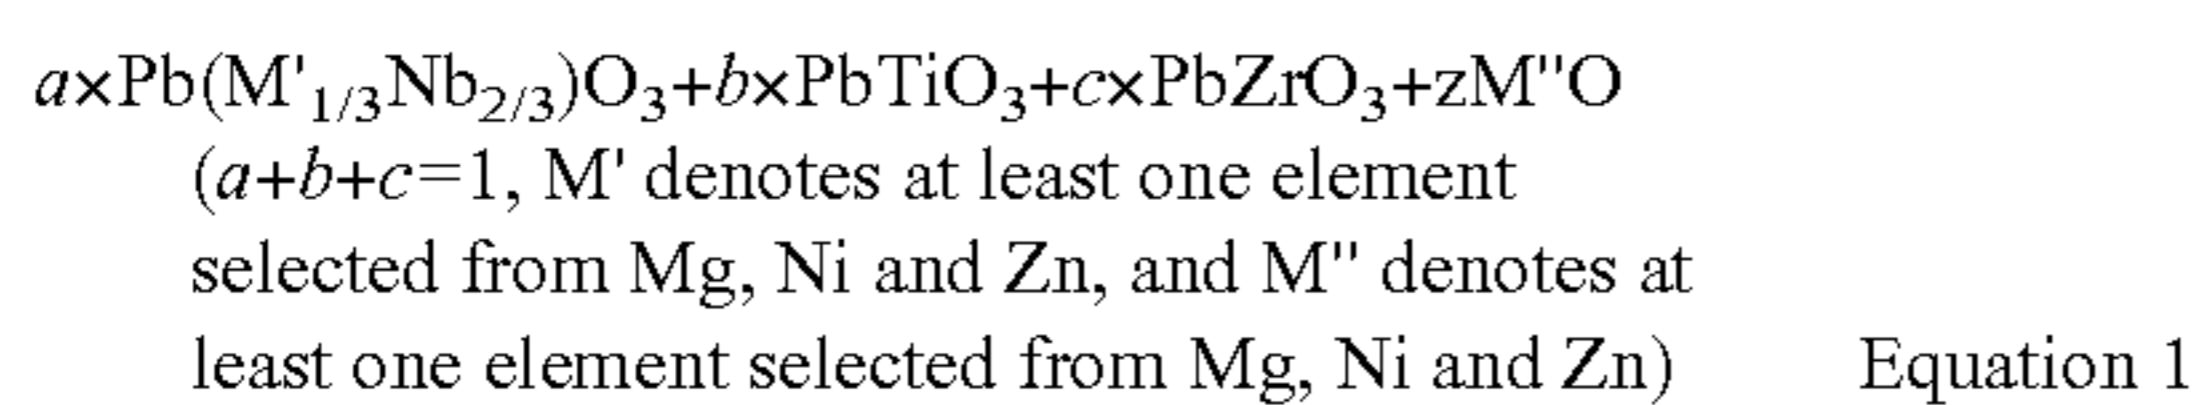 a×Pb(M'1/3Nb2/3)O3+b×PbTiO3+c×PbZrO3+zM"O
(a+b+c=1, M' denotes at least one element
selected from Mg, Ni and Zn, and M" denotes at
least one element selected from Mg, Ni and Zn) Equation 1